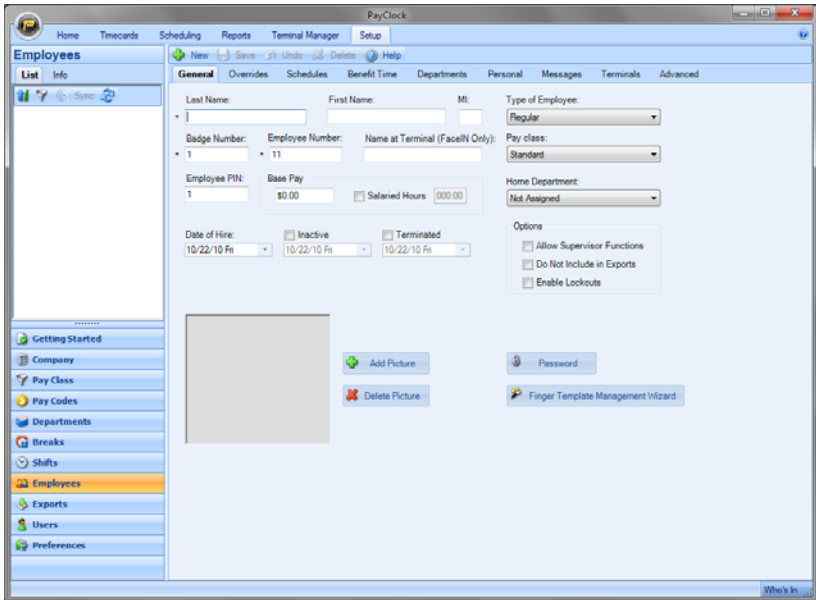 PayClock
Home Timecards Scheduling Reports Terminal Manager Setup
Employees
New Save Undo Delete Help
List Info
General Overrides Schedules Benefit Time Departments Personal Messages Terminals Advanced
Sync
Last Name: First Name: MI: Type of Employee:
* Regular
Badge Number: Employee Number: Name at Terminal (FaceIN Only): Pay class:
* 1 * 11 Standard
Employee PIN: Base Pay Home Department:
1 $0.00 Salaried Hours 000:00 Not Assigned
Options
Date of Hire: Inactive Terminated
Allow Supervisor Functions
10/22/10 Fri 10/22/10 Fri 10/22/10 Fri
Do Not Include in Exports
Enable Lockouts
Getting Started
Company
Add Picture Password
Pay Class
Delete Picture Finger Template Management Wizard
Pay Codes
Departments
Breaks
Shifts
Employees
Exports
Users
Preferences
Who's In